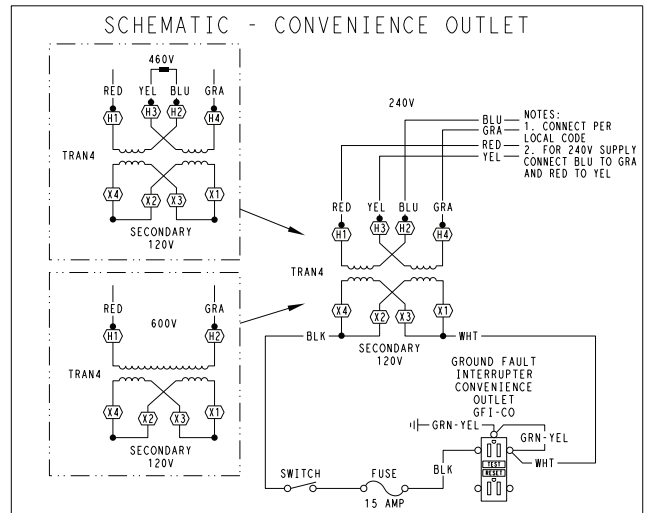 SCHEMATIC - CONVENIENCE OUTLET
460V
RED YEL BLU GRA
H1 H3 H2 H4
TRAN4
X4 X2 X3 X1
SECONDARY
120V
600V
RED GRA
H1 H2
TRAN4
X4 X2 X3 X1
SECONDARY
120V
240V
BLU
GRA
RED
YEL
NOTES:
1. CONNECT PER
LOCAL CODE
2. FOR 240V SUPPLY
CONNECT BLU TO GRA
AND RED TO YEL
RED YEL BLU GRA
H1 H3 H2 H4
TRAN4
X4 X2 X3 X1
BLK WHT
SECONDARY
120V
GROUND FAULT
INTERRUPTER
CONVENIENCE
OUTLET
GFI-CO
GRN-YEL
GRN-YEL
WHT
BLK
TEST
RESET
SWITCH
FUSE
15 AMP